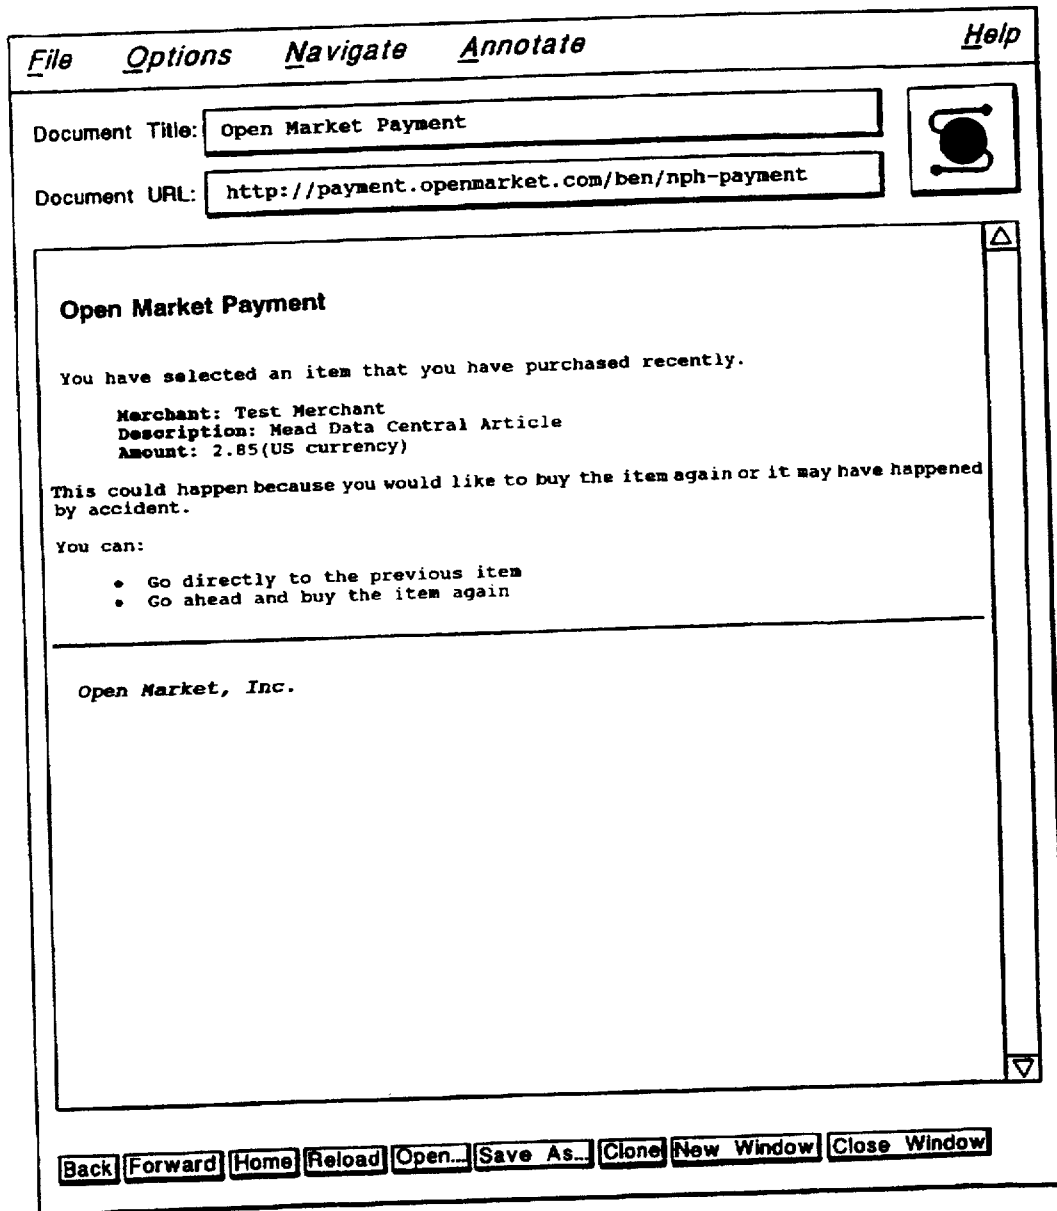 File Options Navigate Annotate Help
Document Title: Open Market Payment
Document URL: http://payment.openmarket.com/ben/nph-payment
Open Market Payment
You have selected an item that you have purchased recently.
Merchant: Test Merchant
Description: Mead Data Central Article
Amount: 2.85(US currency)
This could happen because you would like to buy the item again or it may have happened
by accident.
You can:
• Go directly to the previous item
• Go ahead and buy the item again
Open Market, Inc.
Back Forward Home Reload Open... Save As... Clone New Window Close Window